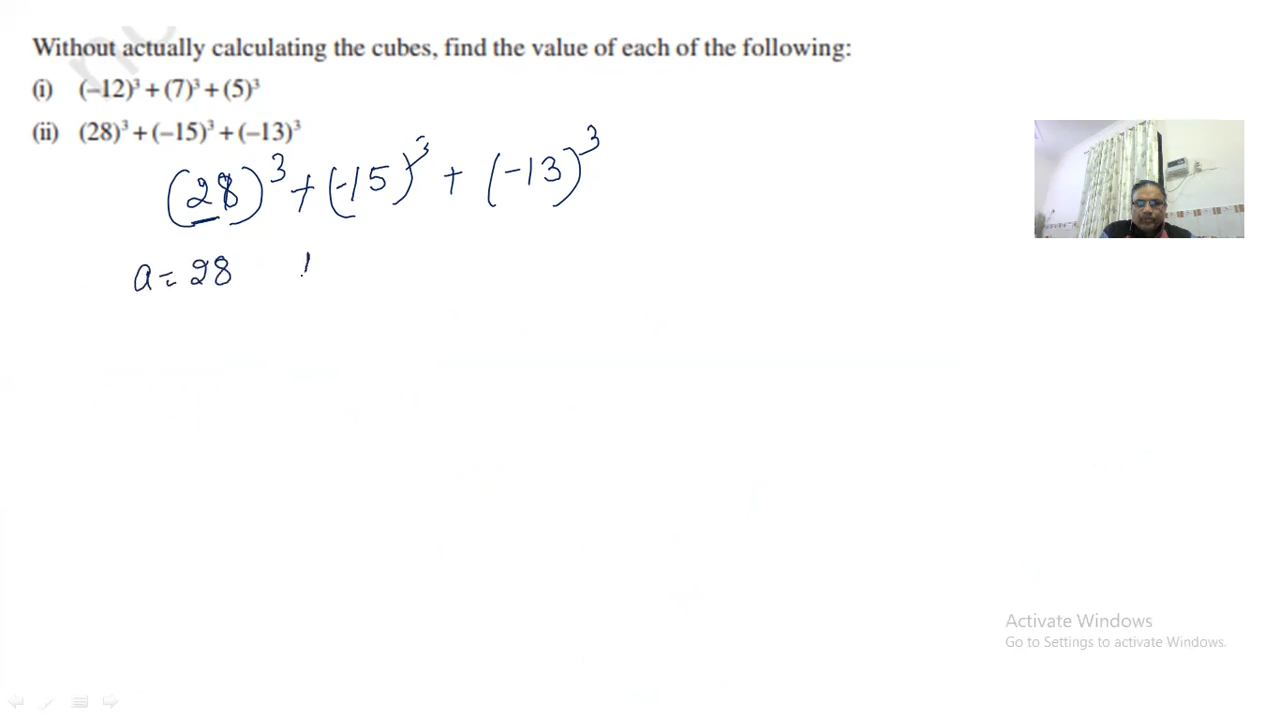 Without actually calculating the cubes, find the value of each of the following:
(i) (–12)³ + (7)³ + (5)³
(ii) (28)³ + (–15)³ + (–13)³
(28)³ + (-15)³ + (-13)³
a = 28
Activate Windows
Go to Settings to activate Windows.